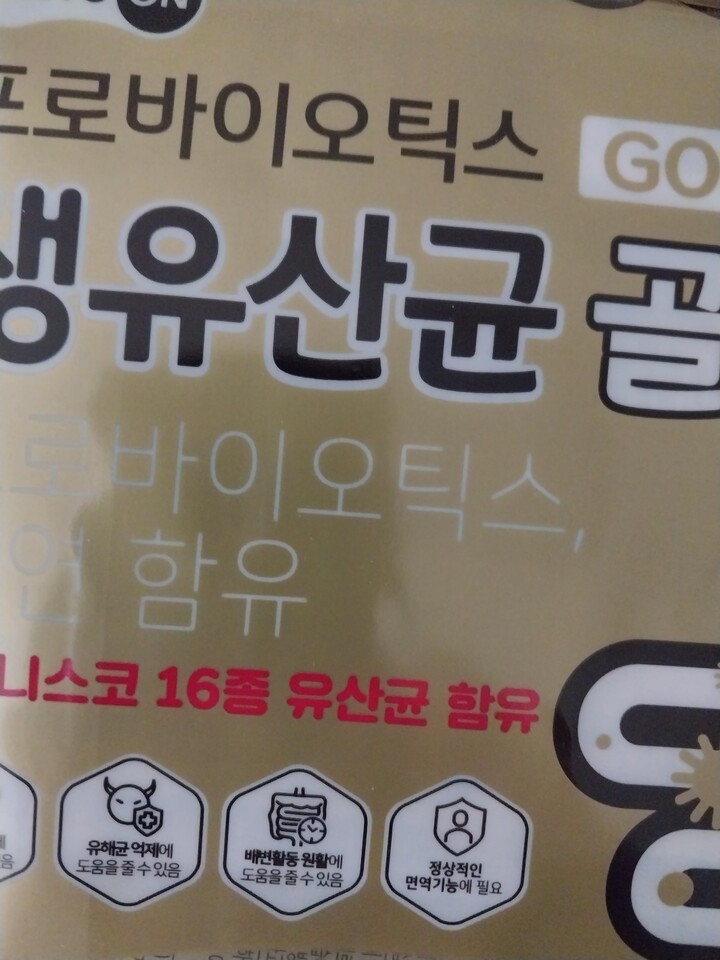 ON
프로바이오틱스 GO
생유산균 골
로바이오틱스,
연 함유
니스코 16종 유산균 함유
유해균 억제에
도움을 줄 수 있음
배변활동 원활에
도움을 줄 수 있음
정상적인
면역기능에 필요